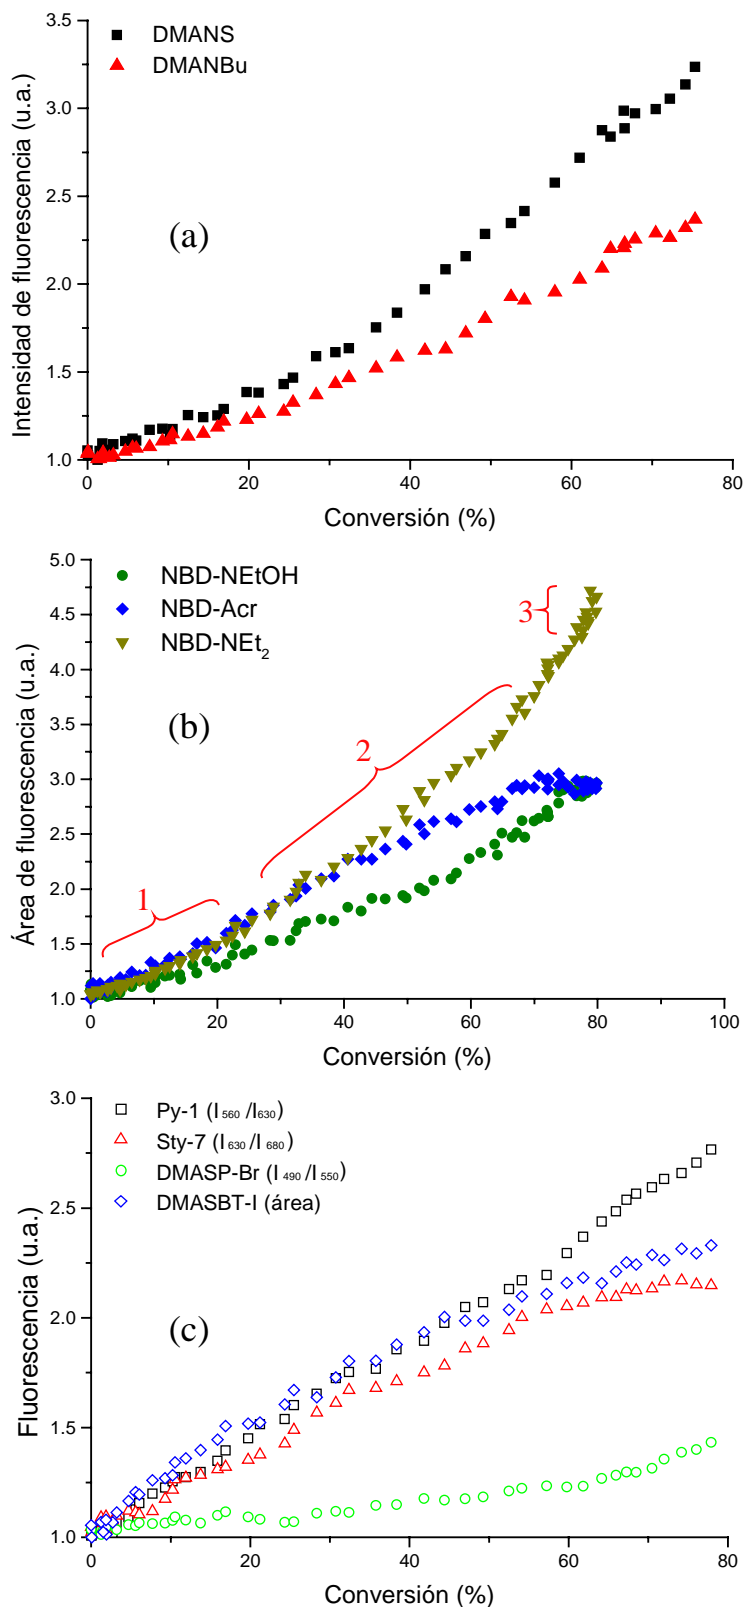 3.5
DMANS
DMANBu
3.0
2.5
(a)
2.0
1.5
1.0
0 20 40 60 80
Intensidad de fluorescencia (u.a.)
Conversión (%)
5.0
NBD-NEtOH
NBD-Acr
NBD-NEt2
4.5
3
4.0
(b)
2
3.5
3.0
2.5
2.0
1
1.5
1.0
0 20 40 60 80 100
Área de fluorescencia (u.a.)
Conversión (%)
3.0
Py-1 (I560/I630)
Sty-7 (I630/I680)
DMASP-Br (I490/I550)
DMASBT-I (área)
2.5
2.0
(c)
1.5
1.0
0 20 40 60 80
Fluorescencia (u.a.)
Conversión (%)